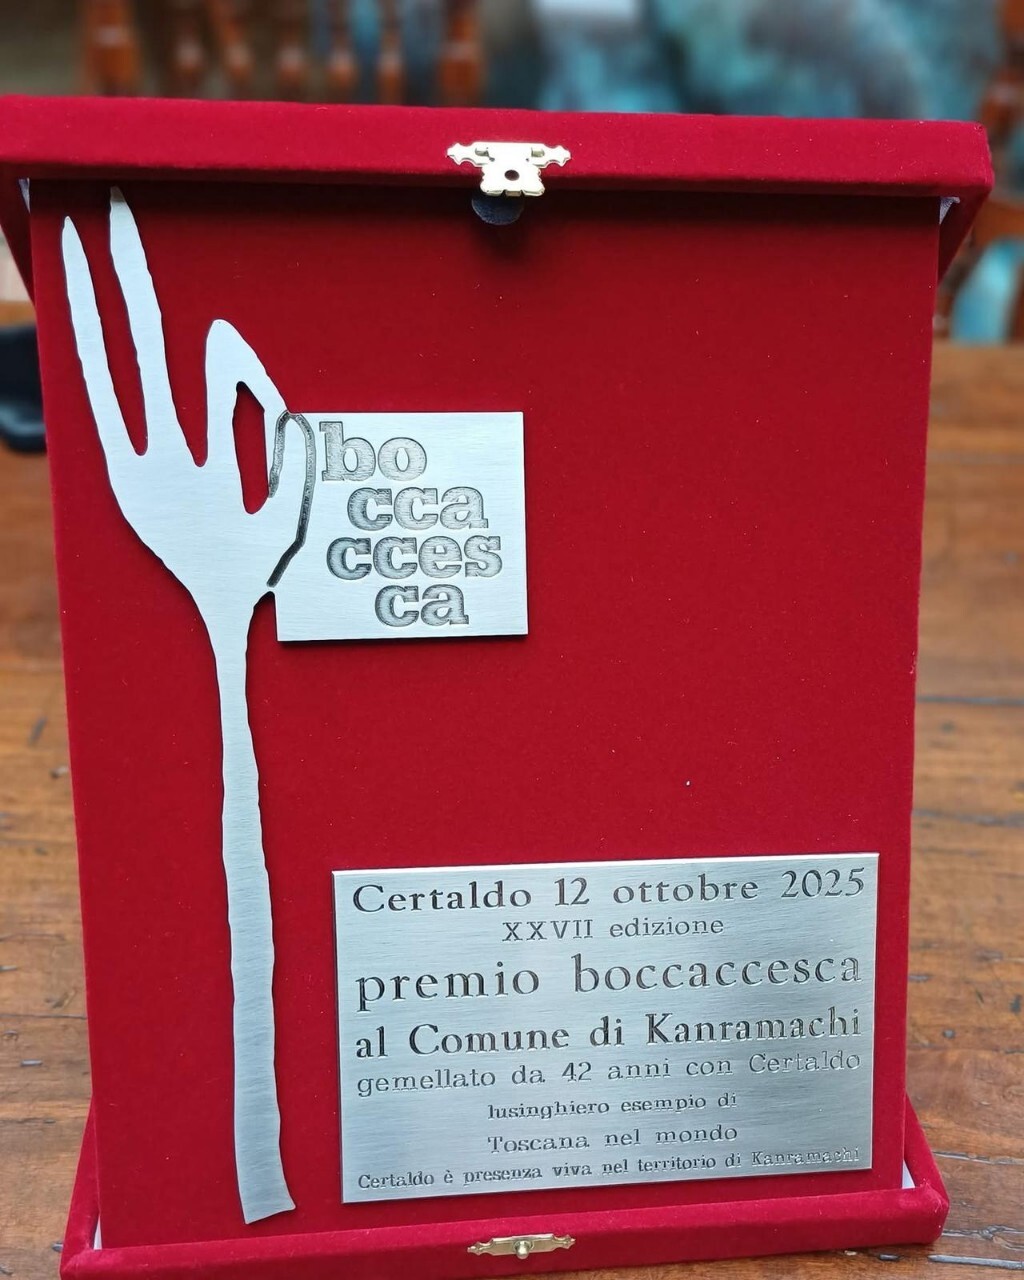 bo
cca
cces
ca
Certaldo 12 ottobre 2025
XXVII edizione
premio boccaccesca
al Comune di Kanramachi
gemellato da 42 anni con Certaldo
lusinghiero esempio di
Toscana nel mondo
Certaldo è presenza viva nel territorio di Kanramachi